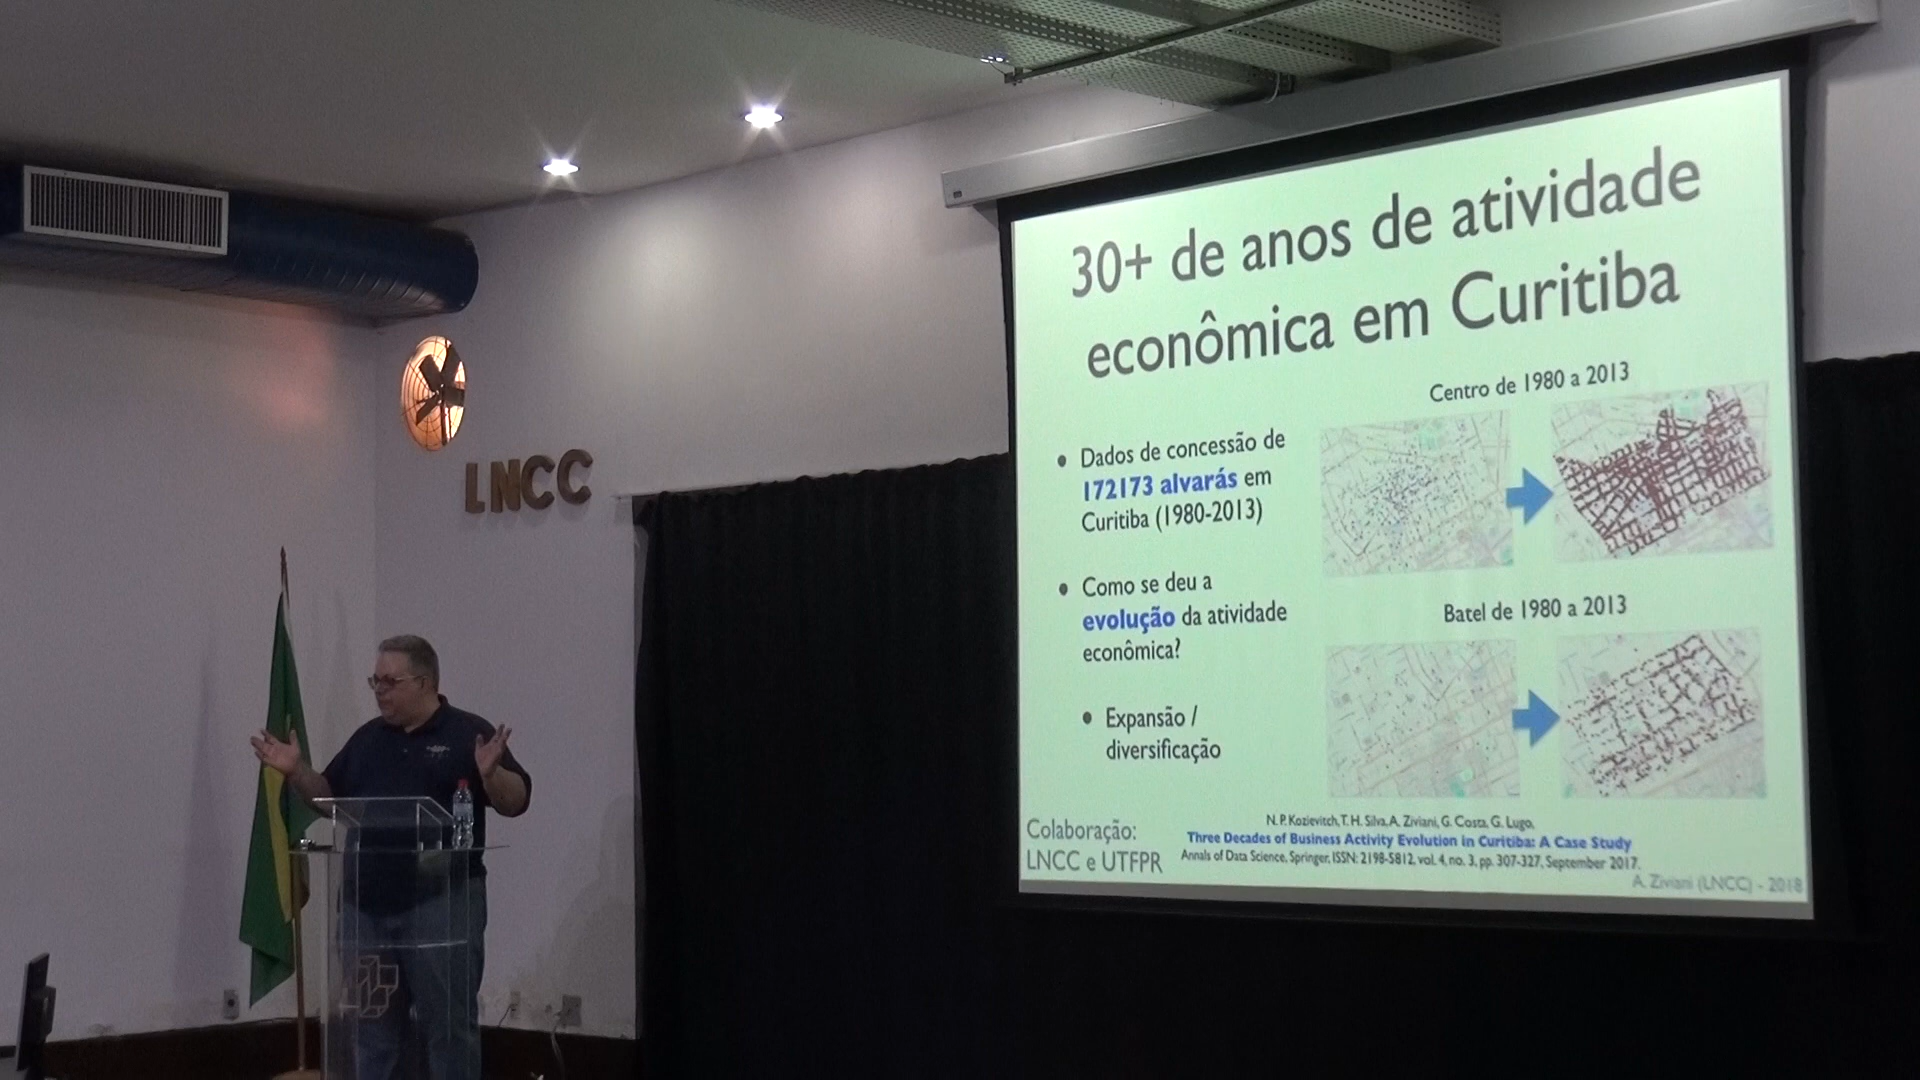 LNCC
30+ de anos de atividade
econômica em Curitiba
Centro de 1980 a 2013
• Dados de concessão de
172173 alvarás em
Curitiba (1980-2013)
• Como se deu a
evolução da atividade
econômica?
Batel de 1980 a 2013
• Expansão /
diversificação
Colaboração:
LNCC e UTFPR
N. P. Kozievitch, T. H. Silva, A. Ziviani, G. Costa, G. Lugo,
Three Decades of Business Activity Evolution in Curitiba: A Case Study
Annals of Data Science, Springer, ISSN: 2198-5812, vol. 4, no. 3, pp. 307-327, September 2017.
A. Ziviani (LNCC) - 2018